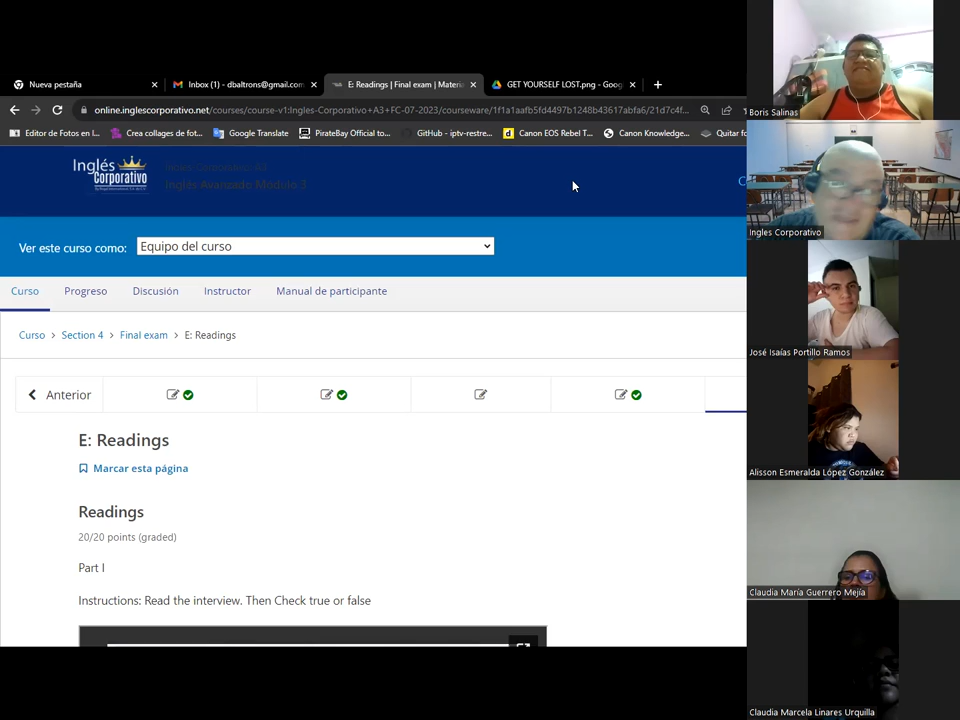 Nueva pestaña
Inbox (1) - dbaltrons@gmail.com
E: Readings | Final exam | Materia
GET YOURSELF LOST.png - Goog
online.inglescorporativo.net/courses/course-v1:Ingles-Corporativo+A3+FC-07-2023/courseware/1f1a1aafb5fd4497b1248b43617abfa6/21d7c4f...
Editor de Fotos en l...
Crea collages de fot...
Google Translate
PirateBay Official to...
GitHub - iptv-restre...
Canon EOS Rebel T...
Canon Knowledge...
Quitar fo
Inglés
Corporativo
Inglés Avanzado Módulo 3
C
Ver este curso como:
Equipo del curso
Curso
Progreso
Discusión
Instructor
Manual de participante
Curso > Section 4 > Final exam > E: Readings
Anterior
E: Readings
Marcar esta página
Readings
20/20 points (graded)
Part I
Instructions: Read the interview. Then Check true or false
Boris Salinas
Ingles Corporativo
José Isaías Portillo Ramos
Alisson Esmeralda López González
Claudia María Guerrero Mejía
Claudia Marcela Linares Urquilla